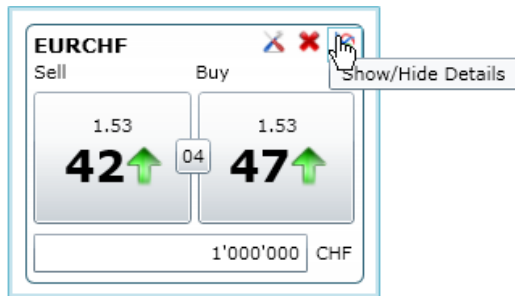 EURCHF
Sell Buy
Show/Hide Details
1.53 1.53
42 04 47
1'000'000 CHF